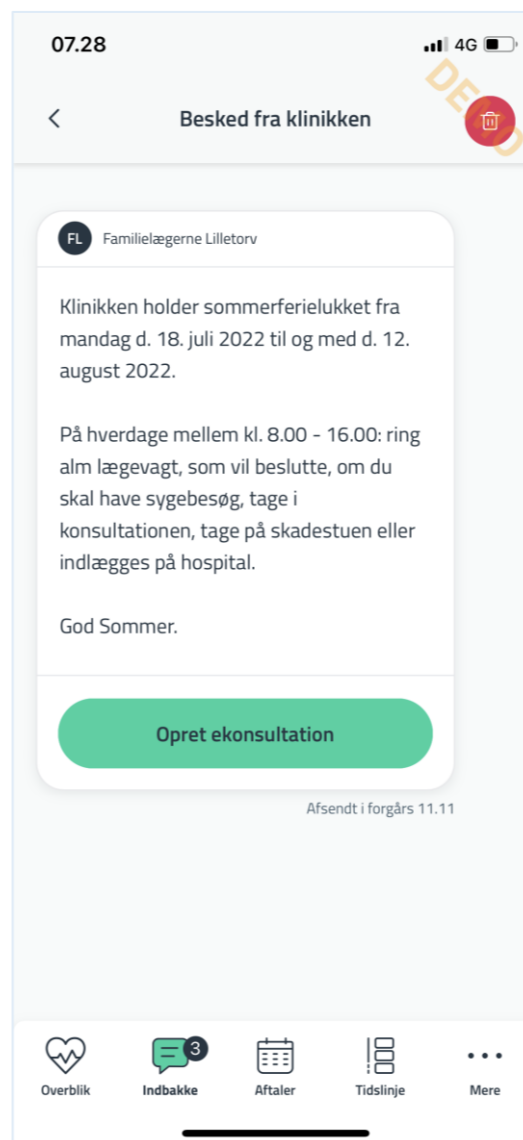 07.28
4G
DEMO
Besked fra klinikken
FL Familielægerne Lilletorv
Klinikken holder sommerferielukket fra
mandag d. 18. juli 2022 til og med d. 12.
august 2022.
På hverdage mellem kl. 8.00 - 16.00: ring
alm lægevagt, som vil beslutte, om du
skal have sygebesøg, tage i
konsultationen, tage på skadestuen eller
indlægges på hospital.
God Sommer.
Opret ekonsultation
Afsendt i forgårs 11.11
3
Overblik Indbakke Aftaler Tidslinje Mere